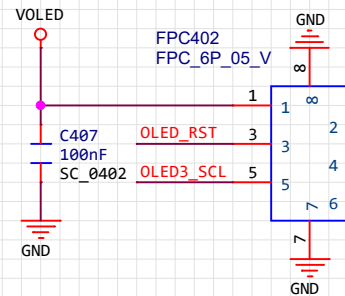 VOLED
GND
FPC402
FPC_6P_05_V
8
8
1
1
2
C407
OLED_RST
3
3
100nF
4
SC_0402
OLED3_SCL
5
5
6
7
7
GND
GND